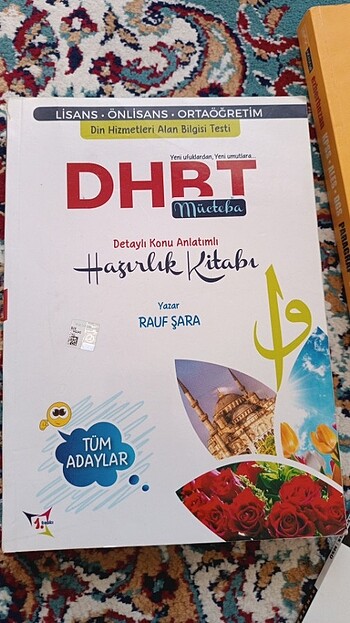 LİSANS • ÖNLİSANS • ORTAÖĞRETİM
Din Hizmetleri Alan Bilgisi Testi
Yeni ufuklardan, Yeni umutlara...
DHBT
Mücteba
Detaylı Konu Anlatımlı
Hazırlık Kitabı
Yazar
RAUF ŞARA
TÜM
ADAYLAR